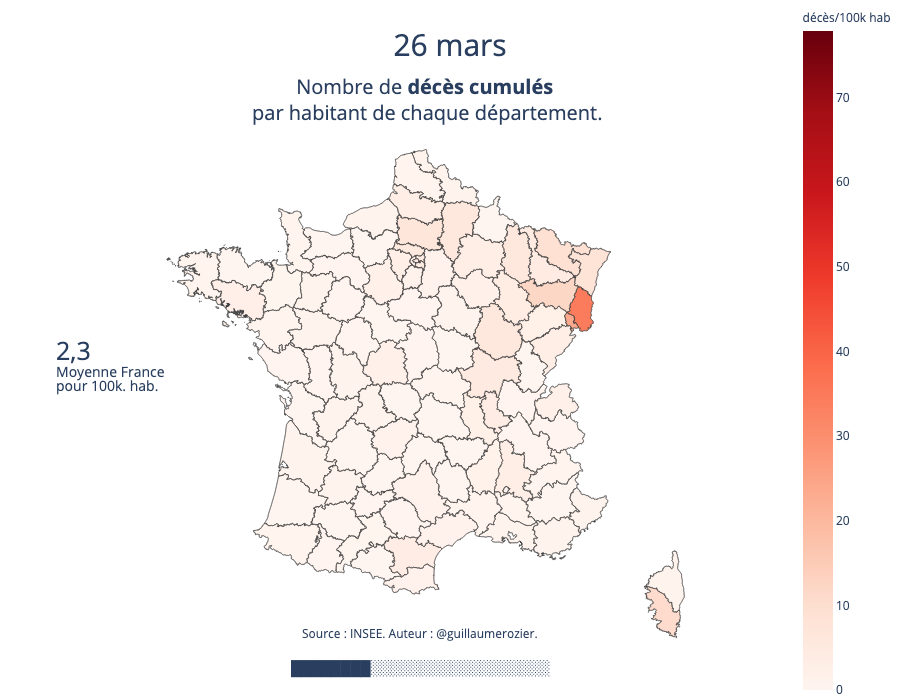 décès/100k hab
26 mars
Nombre de décès cumulés
par habitant de chaque département.
70
60
50
40
30
20
10
0
2,3
Moyenne France
pour 100k. hab.
Source : INSEE. Auteur : @guillaumerozier.